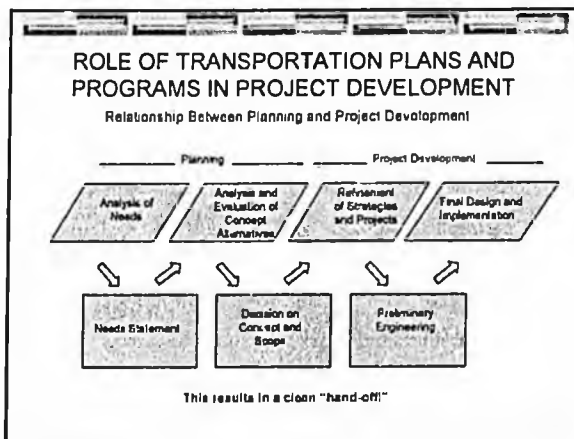 ROLE OF TRANSPORTATION PLANS AND
PROGRAMS IN PROJECT DEVELOPMENT
Relationship Between Planning and Project Development
Planning
Project Development
Analysis of
Needs
Analysis and
Evaluation of
Concept
Alternatives
Refinement
of Strategies
and Projects
Final Design and
Implementation
Needs Statement
Decision on
Concept and
Scope
Preliminary
Engineering
This results in a clean "hand-off!"